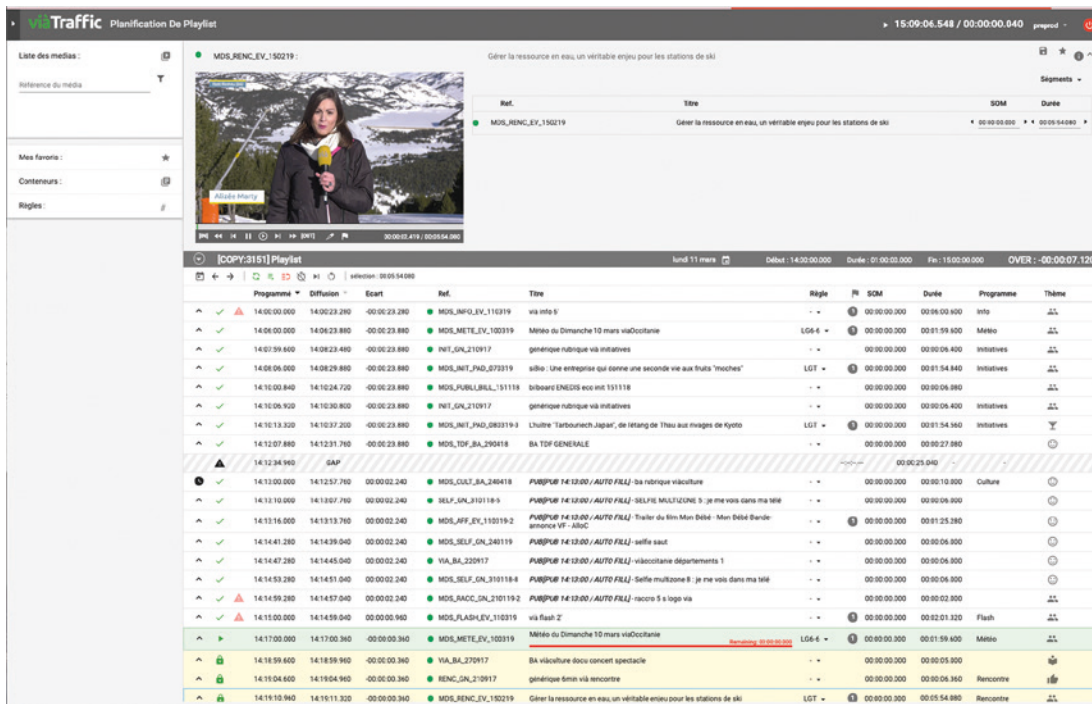 viàTraffic Planification De Playlist
15:09:06.548 / 00:00:00.040 preprod
Liste des medias :
Référence du média
Mes favoris :
Conteneurs :
Règles :
MDS_RENC_EV_150219 :
Gérer la ressource en eau, un véritable enjeu pour les stations de ski
Ségments
Alizée Marty
00:00:02.419 / 00:05:54.080
Ref. Titre SOM Durée
MDS_RENC_EV_150219 Gérer la ressource en eau, un véritable enjeu pour les stations de ski 00:00:00.000 00:05:54.080
[COPY:3151] Playlist lundi 11 mars Début : 14:00:00.000 Durée : 01:00:00.000 Fin : 15:00:00.000 OVER : -00:00:07.120
sélection : 00:05:54.080
Programmé Diffusion Ecart Ref. Titre Règle SOM Durée Programme Thème
14:00:00.000 14:00:23.280 -00:00:23.280 MDS_INFO_EV_110319 via info 6' 1 00:00:00.000 00:06:00.600 Info
14:06:00.000 14:06:23.880 -00:00:23.880 MDS_METE_EV_100319 Météo du Dimanche 10 mars viaOccitanie LG6-6 1 00:00:00.000 00:01:59.600 Météo
14:07:59.600 14:08:23.480 -00:00:23.880 INIT_GN_210917 générique rubrique vià initiatives - 00:00:00.000 00:00:06.400 Initiatives
14:08:06.000 14:08:29.880 -00:00:23.880 MDS_INIT_PAD_073319 siBio : Une entreprise qui donne une seconde vie aux fruits "moches" LGT 1 00:00:00.000 00:01:54.840 Initiatives
14:10:00.840 14:10:24.720 -00:00:23.880 MDS_PUBLI_BILL_151118 bilboard ENEDIS eco init 151118 - 00:00:00.000 00:00:06.080
14:10:06.920 14:10:30.800 -00:00:23.880 INIT_GN_210917 générique rubrique vià initiatives - 00:00:00.000 00:00:06.400 Initiatives
14:10:13.320 14:10:37.200 -00:00:23.880 MDS_INIT_PAD_080319-3 L'huitre "Tarbouriech Japan", de létang de Thau aux rivages de Kyoto LGT 1 00:00:00.000 00:01:54.560 Initiatives
14:12:07.880 14:12:31.760 -00:00:23.880 MDS_TDF_BA_290418 BA TDF GENERALE - 00:00:00.000 00:00:27.080
14:12:34.960 GAP --:--:-- 00:00:25.040 - -
14:13:00.000 14:12:57.760 00:00:02.240 MDS_CULT_BA_240418 PUB[PUB 14:13:00 / AUTO FILL] - ba rubrique viàculture - 00:00:00.000 00:00:10.000 Culture
14:13:10.000 14:13:07.760 00:00:02.240 SELF_GN_310118-5 PUB[PUB 14:13:00 / AUTO FILL] - SELFIE MULTIZONE 5 : je me vois dans ma télé - 00:00:00.000 00:00:06.000
14:13:16.000 14:13:13.760 00:00:02.240 MDS_AFF_EV_110319-2 PUB[PUB 14:13:00 / AUTO FILL] - Trailer du film Mon Bébé - Mon Bébé Bande-annonce VF - AlloC - 1 00:00:00.000 00:01:25.280
14:14:41.280 14:14:39.040 00:00:02.240 MDS_SELF_GN_240119 PUB[PUB 14:13:00 / AUTO FILL] - selfie saut - 00:00:00.000 00:00:06.000
14:14:47.280 14:14:45.040 00:00:02.240 VIA_BA_220917 PUB[PUB 14:13:00 / AUTO FILL] - viàoccitanie départements 1 - 00:00:00.000 00:00:06.000
14:14:53.280 14:14:51.040 00:00:02.240 MDS_SELF_GN_310118-8 PUB[PUB 14:13:00 / AUTO FILL] - Selfie multizone 8 : je me vois dans ma télé - 00:00:00.000 00:00:06.000
14:14:59.280 14:14:57.040 00:00:02.240 MDS_RACC_GN_210119-2 PUB[PUB 14:13:00 / AUTO FILL] - raccro 5 s logo via - 00:00:00.000 00:00:02.000
14:15:00.000 14:14:59.040 00:00:00.960 MDS_FLASH_EV_110319 vià flash 2' - 1 00:00:00.000 00:02:01.320 Flash
14:17:00.000 14:17:00.360 -00:00:00.360 MDS_METE_EV_100319 Météo du Dimanche 10 mars viaOccitanie Remaining: 00:00:00.000 LG6-6 1 00:00:00.000 00:01:59.600 Météo
14:18:59.600 14:18:59.960 -00:00:00.360 VIA_BA_270917 BA viàculture docu concert spectacle - 00:00:00.000 00:00:05.000
14:19:04.600 14:19:04.960 -00:00:00.360 RENC_GN_210917 générique 6min vià rencontre - 00:00:00.000 00:00:06.360 Rencontre
14:19:10.960 14:19:11.320 -00:00:00.360 MDS_RENC_EV_150219 Gérer la ressource en eau, un véritable enjeu pour les stations de ski LGT 1 00:00:00.000 00:05:54.080 Rencontre